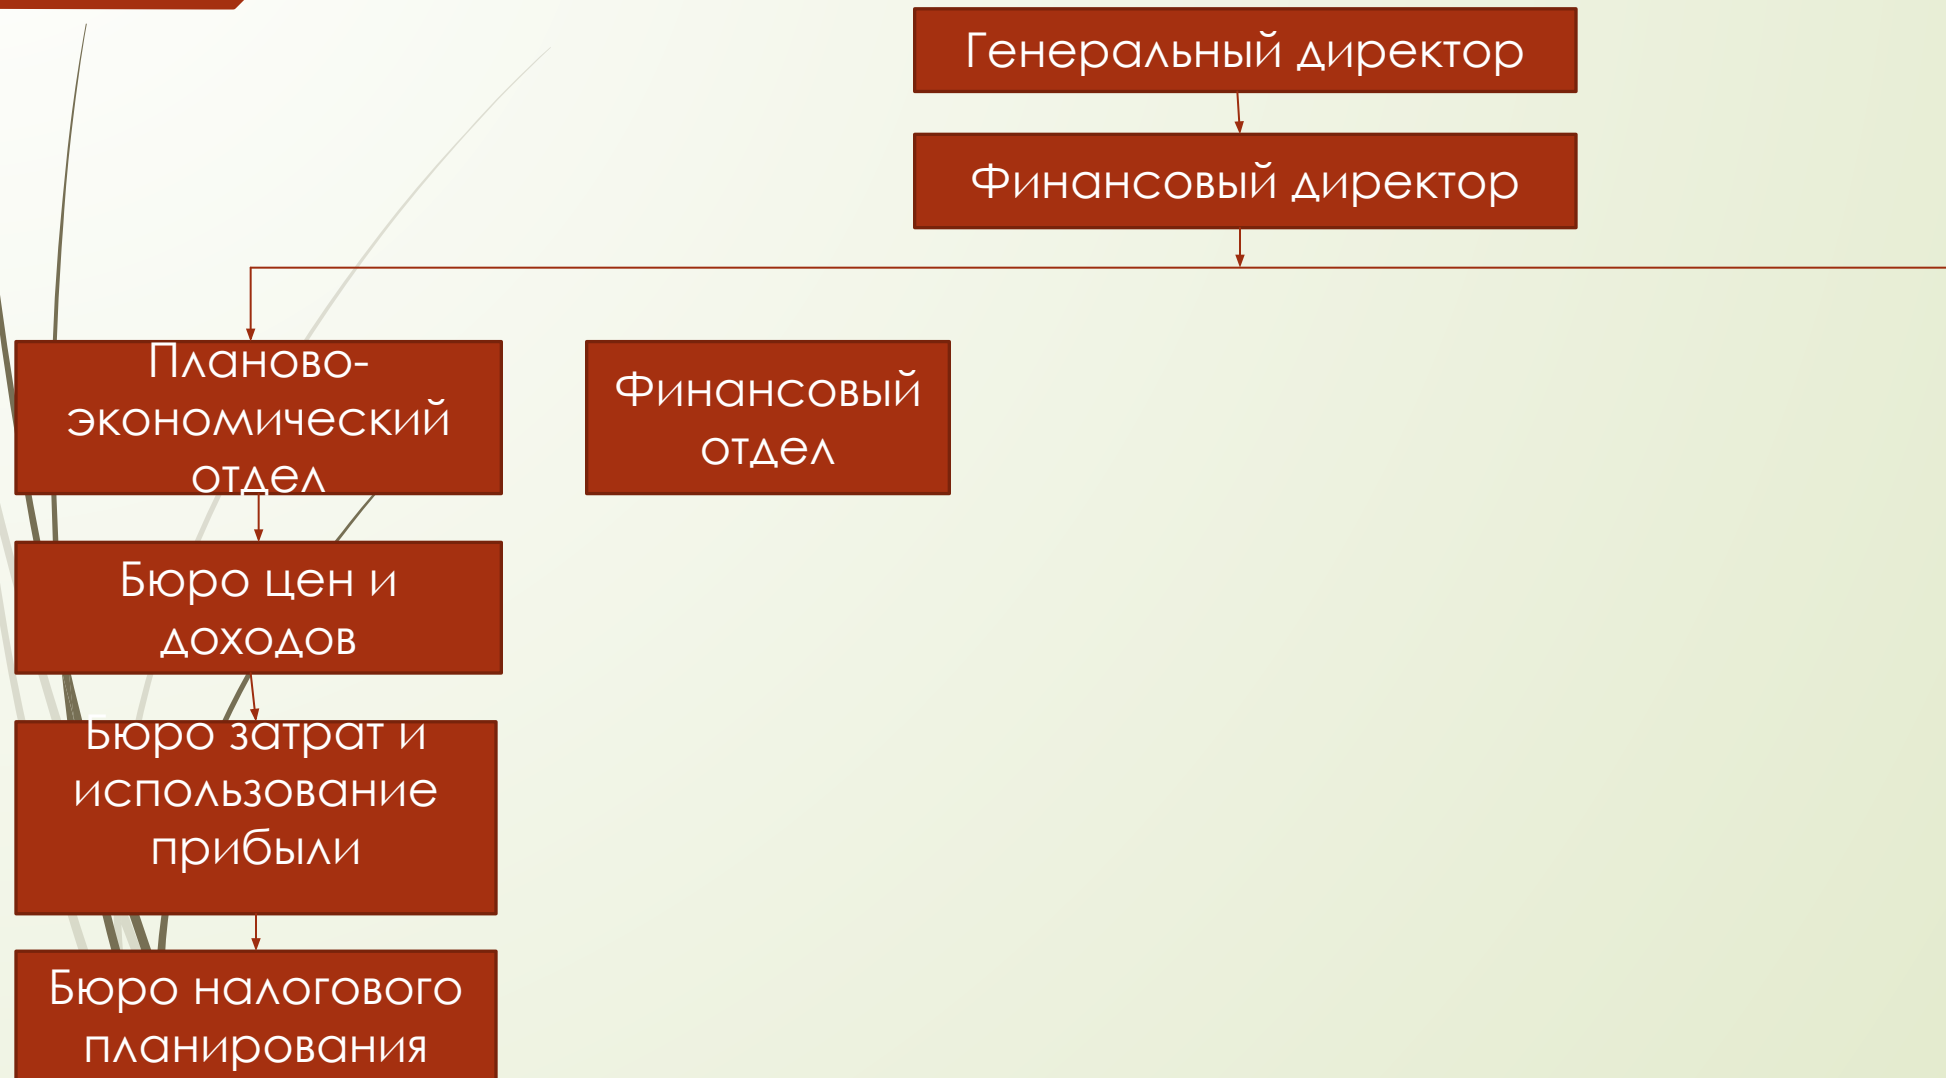 Генеральный директор
Финансовый директор
Планово-
экономический
отдел
Финансовый
отдел
Бюро цен и
доходов
Бюро затрат и
использование
прибыли
Бюро налогового
планирования